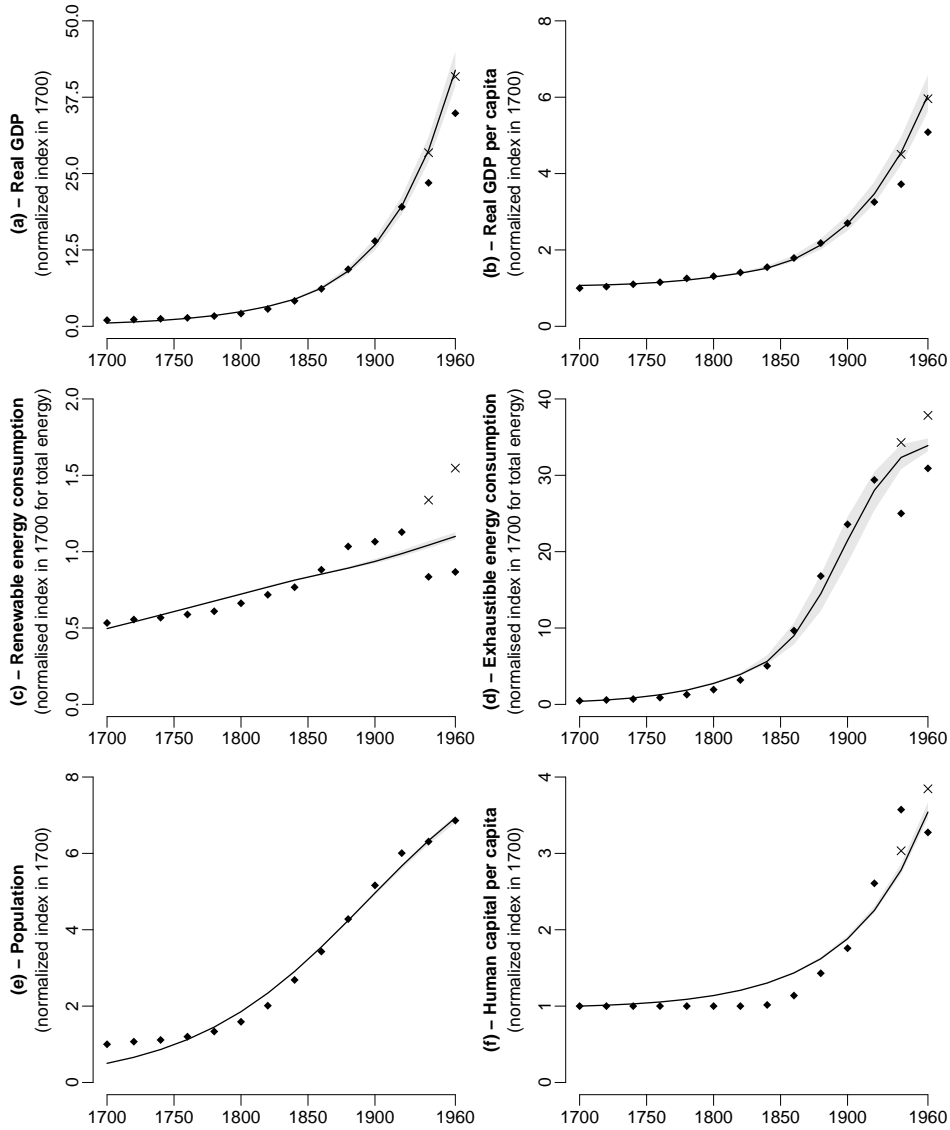 (a) – Real GDP
(normalized index in 1700)
50.0
37.5
25.0
12.5
0.0
1700 1750 1800 1850 1900 1960
(b) – Real GDP per capita
(normalized index in 1700)
8
6
4
2
0
1700 1750 1800 1850 1900 1960
(c) – Renewable energy consumption
(normalised index in 1700 for total energy)
2.0
1.5
1.0
0.5
0.0
1700 1750 1800 1850 1900 1960
(d) – Exhaustible energy consumption
(normalised index in 1700 for total energy)
40
30
20
10
0
1700 1750 1800 1850 1900 1960
(e) – Population
(normalized index in 1700)
8
6
4
2
0
1700 1750 1800 1850 1900 1960
(f) – Human capital per capita
(normalized index in 1700)
4
3
2
1
0
1700 1750 1800 1850 1900 1960